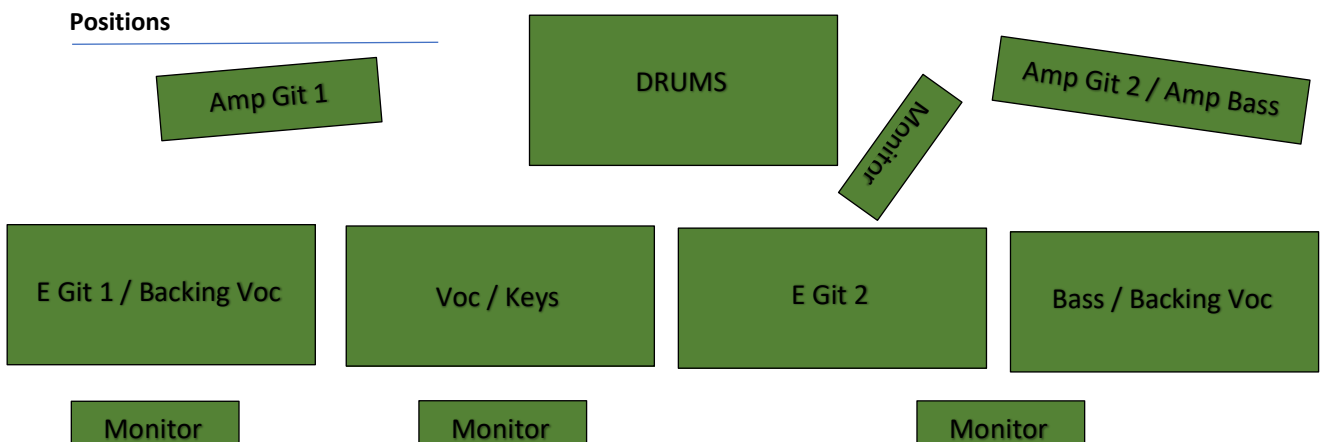 Positions
Amp Git 1
DRUMS
Amp Git 2 / Amp Bass
Monitor
E Git 1 / Backing Voc
Voc / Keys
E Git 2
Bass / Backing Voc
Monitor
Monitor
Monitor